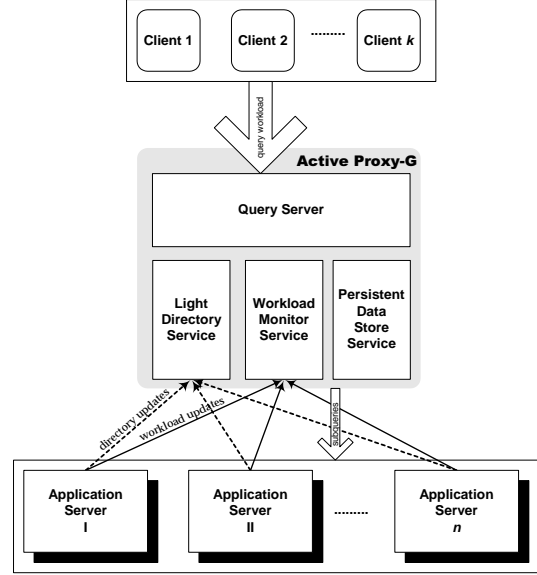 Client 1
Client 2
.........
Client k
query workload
Active Proxy-G
Query Server
Light
Directory
Service
Workload
Monitor
Service
Persistent
Data
Store
Service
directory updates
workload updates
subqueries
Application
Server
I
Application
Server
II
.........
Application
Server
n